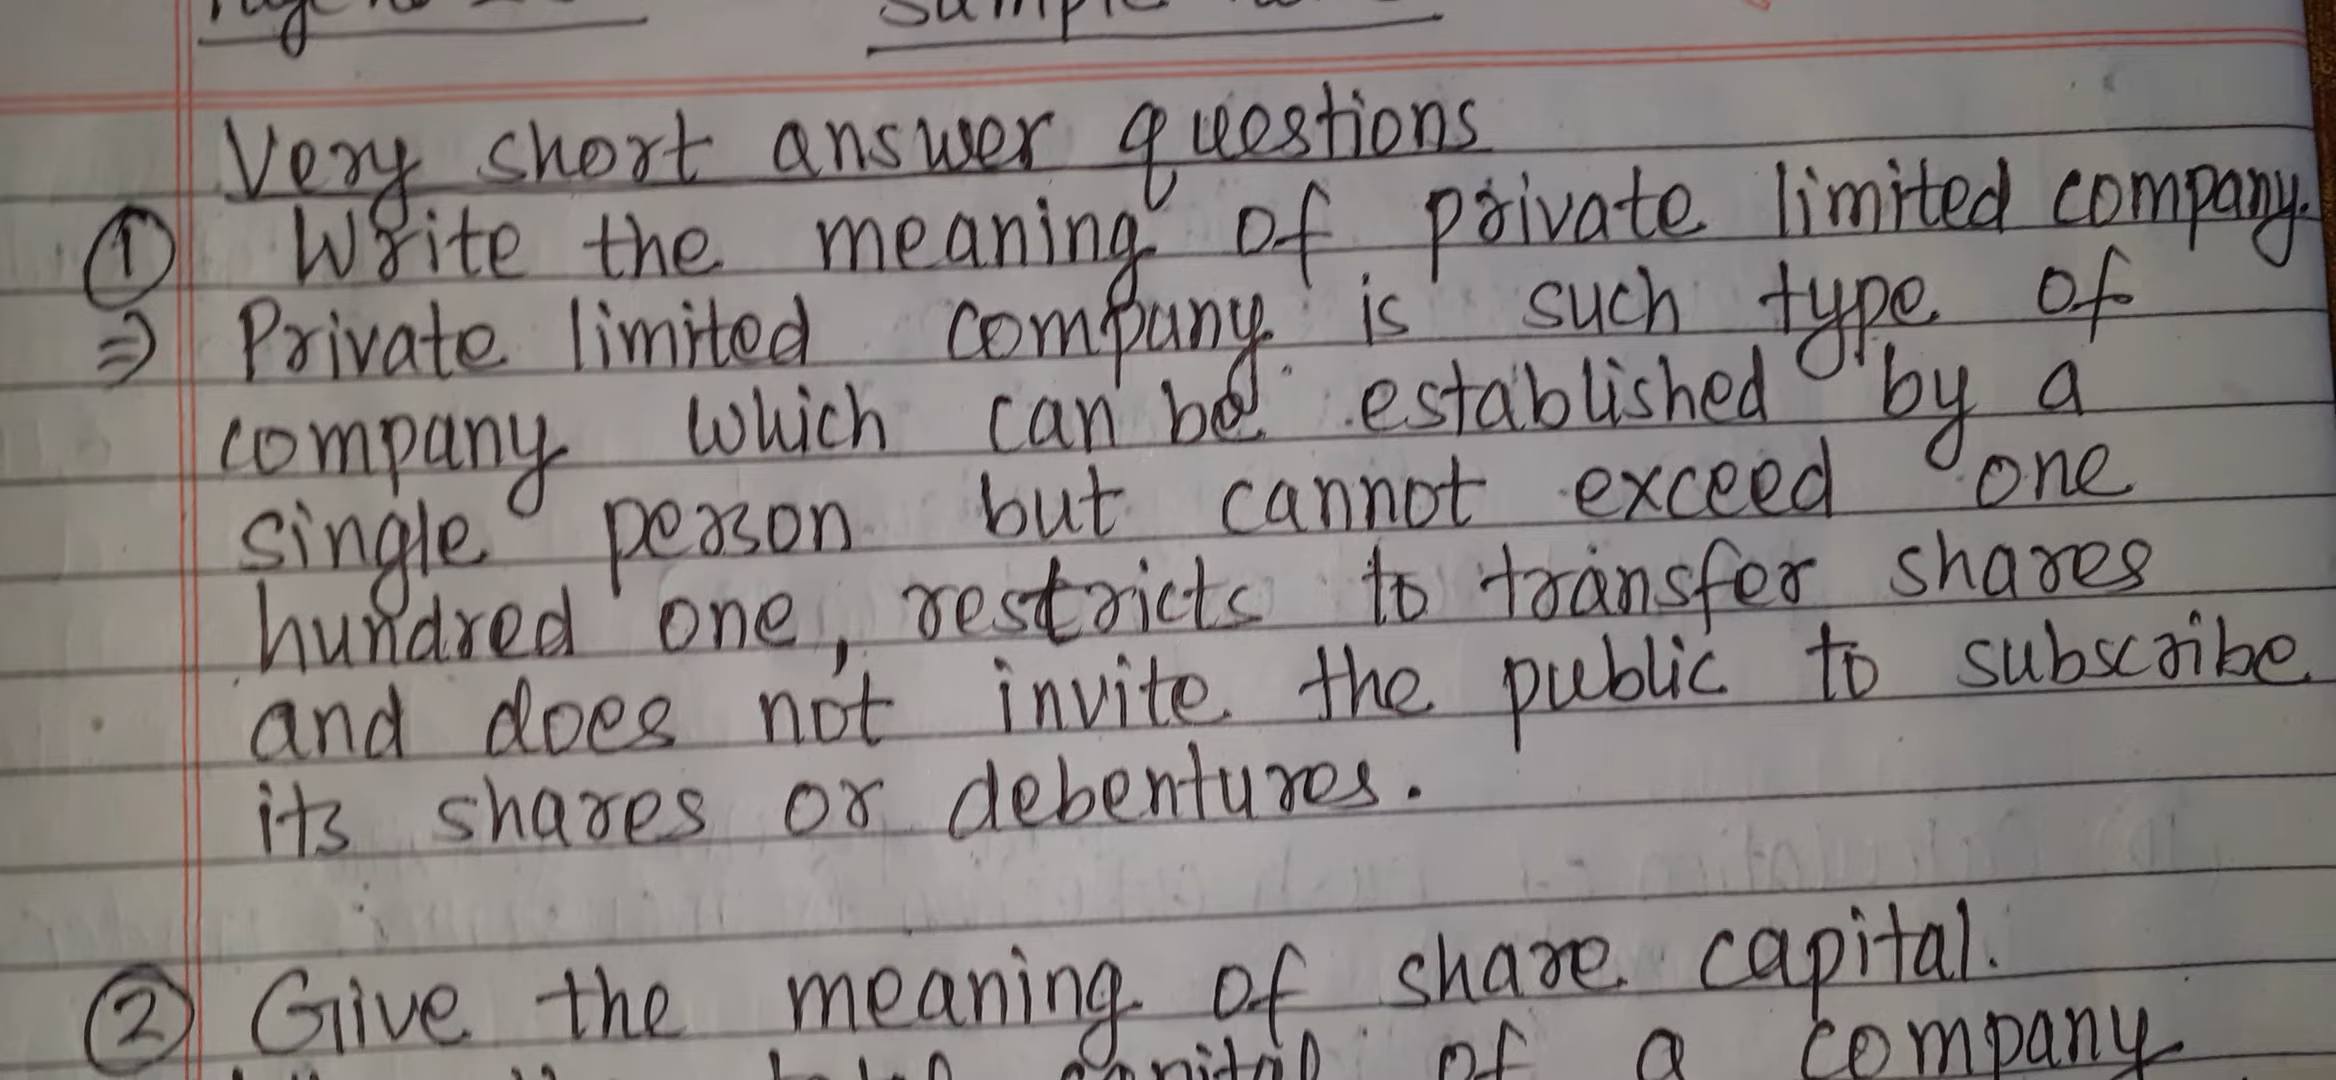 Very short answer questions
① Write the meaning of private limited company.
⇒ Private limited company is such type of
company which can be established by a
single person but cannot exceed one
hundred one, restricts to transfer shares
and does not invite the public to subscribe
its shares or debentures.
② Give the meaning of share capital.
capital of a company